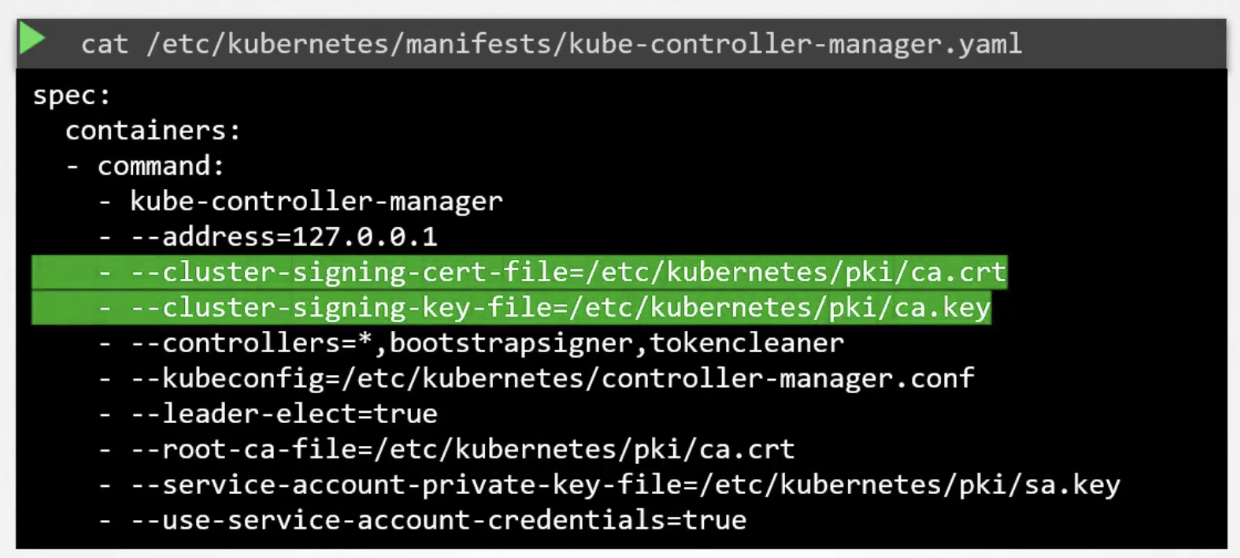 cat /etc/kubernetes/manifests/kube-controller-manager.yaml
spec:
  containers:
  - command:
    - kube-controller-manager
    - --address=127.0.0.1
    - --cluster-signing-cert-file=/etc/kubernetes/pki/ca.crt
    - --cluster-signing-key-file=/etc/kubernetes/pki/ca.key
    - --controllers=*,bootstrapsigner,tokencleaner
    - --kubeconfig=/etc/kubernetes/controller-manager.conf
    - --leader-elect=true
    - --root-ca-file=/etc/kubernetes/pki/ca.crt
    - --service-account-private-key-file=/etc/kubernetes/pki/sa.key
    - --use-service-account-credentials=true